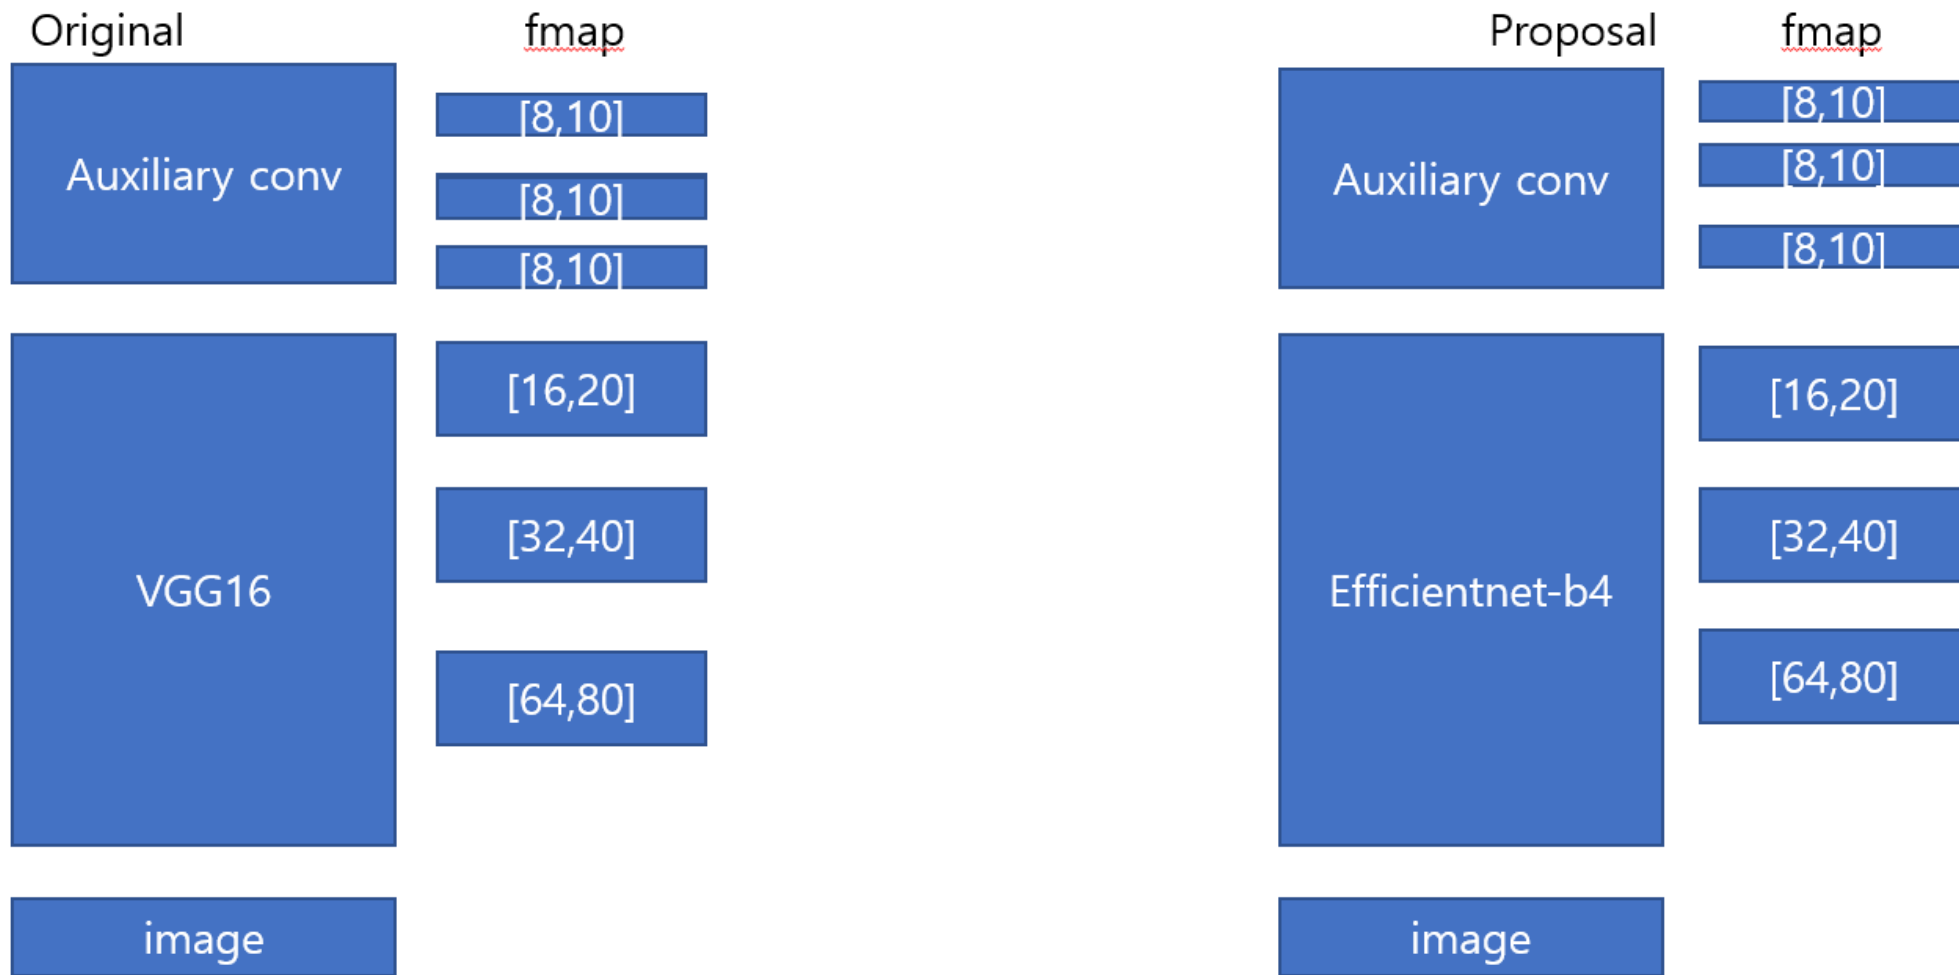 Original
fmap
Auxiliary conv
[8,10]
[8,10]
[8,10]
VGG16
[16,20]
[32,40]
[64,80]
image
Proposal
fmap
Auxiliary conv
[8,10]
[8,10]
[8,10]
Efficientnet-b4
[16,20]
[32,40]
[64,80]
image